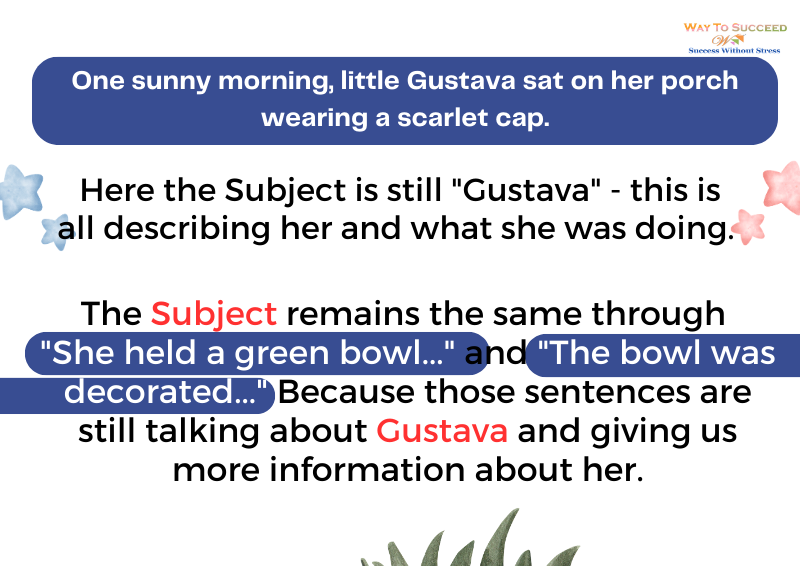 WAY TO SUCCEED
Success Without Stress
One sunny morning, little Gustava sat on her porch
wearing a scarlet cap.
Here the Subject is still "Gustava" - this is
all describing her and what she was doing.
The Subject remains the same through
"She held a green bowl..." and "The bowl was
decorated..." Because those sentences are
still talking about Gustava and giving us
more information about her.